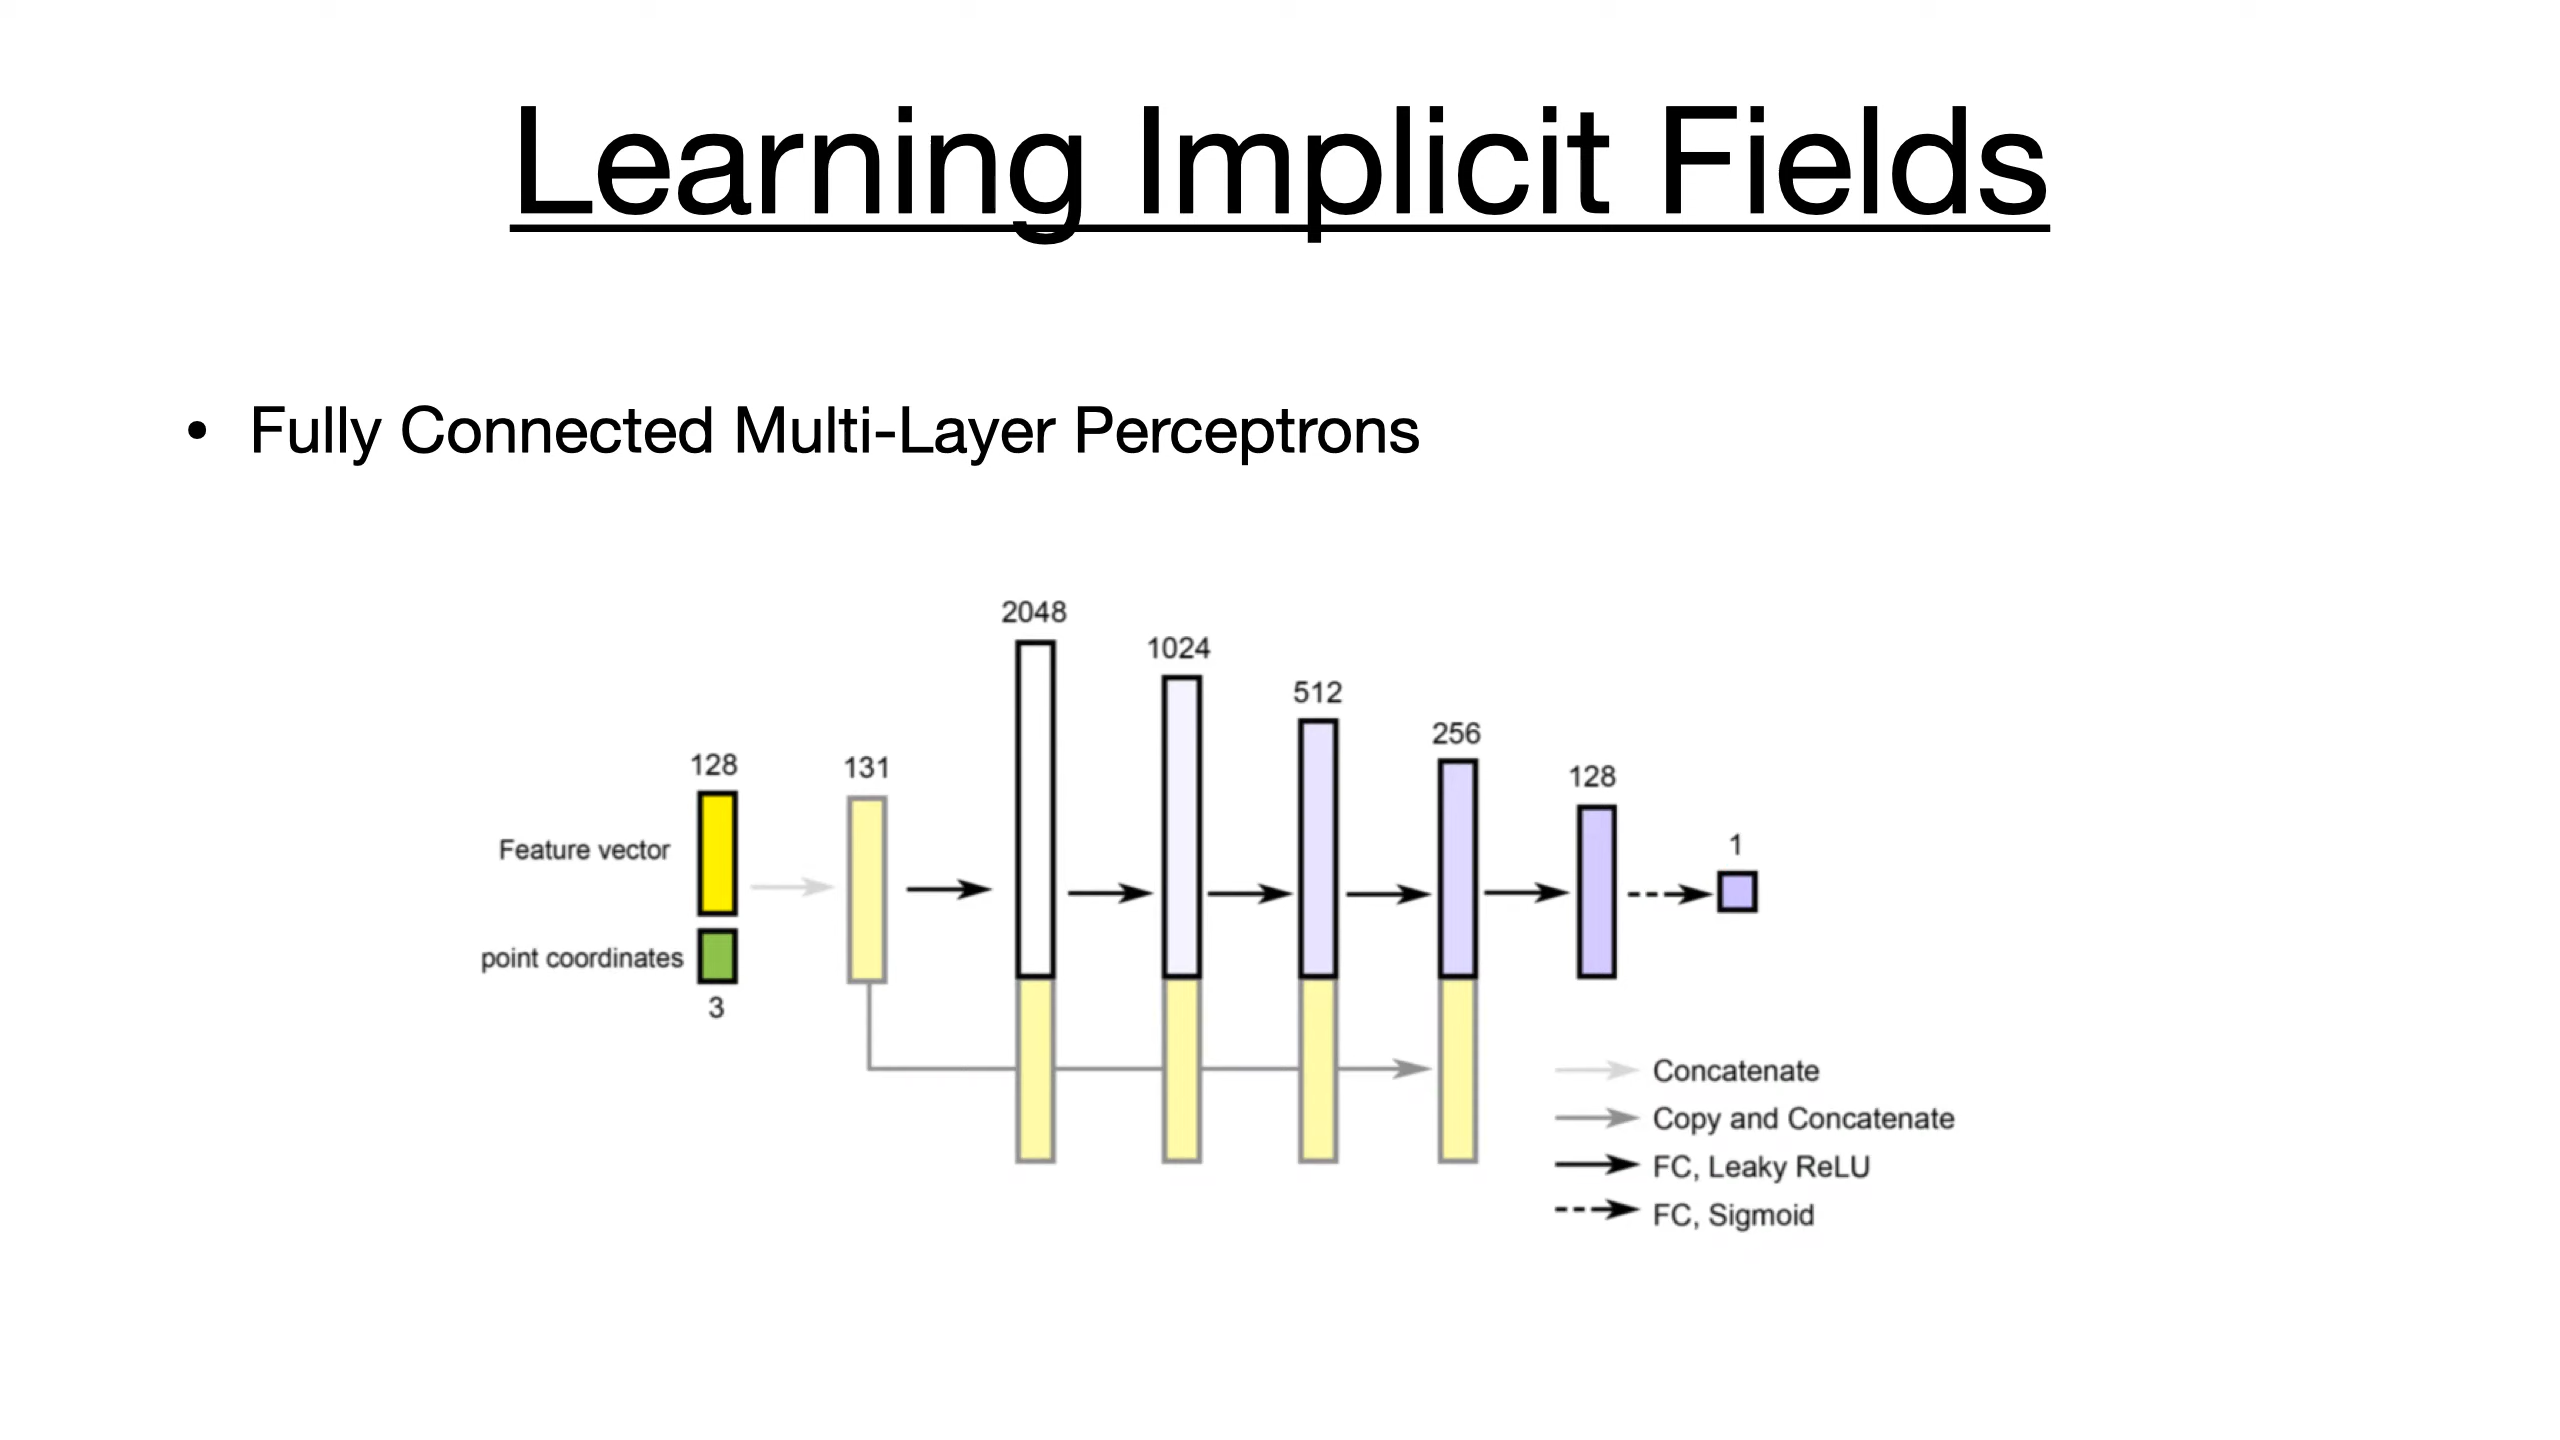 Learning Implicit Fields
• Fully Connected Multi-Layer Perceptrons
2048
1024
512
256
128
131
128
1
Feature vector
point coordinates
3
Concatenate
Copy and Concatenate
FC, Leaky ReLU
FC, Sigmoid